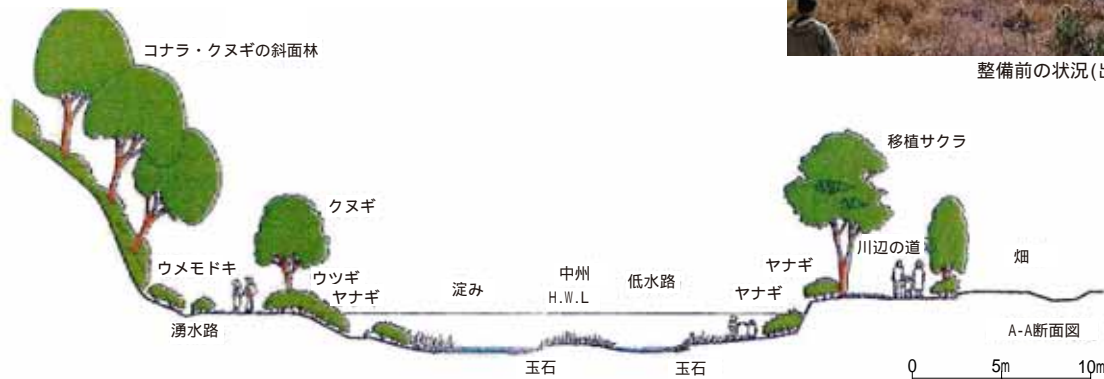 整備前の状況(
コナラ・クヌギの斜面林
移植サクラ
クヌギ
川辺の道
畑
ウメモドキ
ウツギ
ヤナギ
淀み
中州
H.W.L
低水路
ヤナギ
ヤナギ
湧水路
A-A断面図
玉石
玉石
0 5m 10m